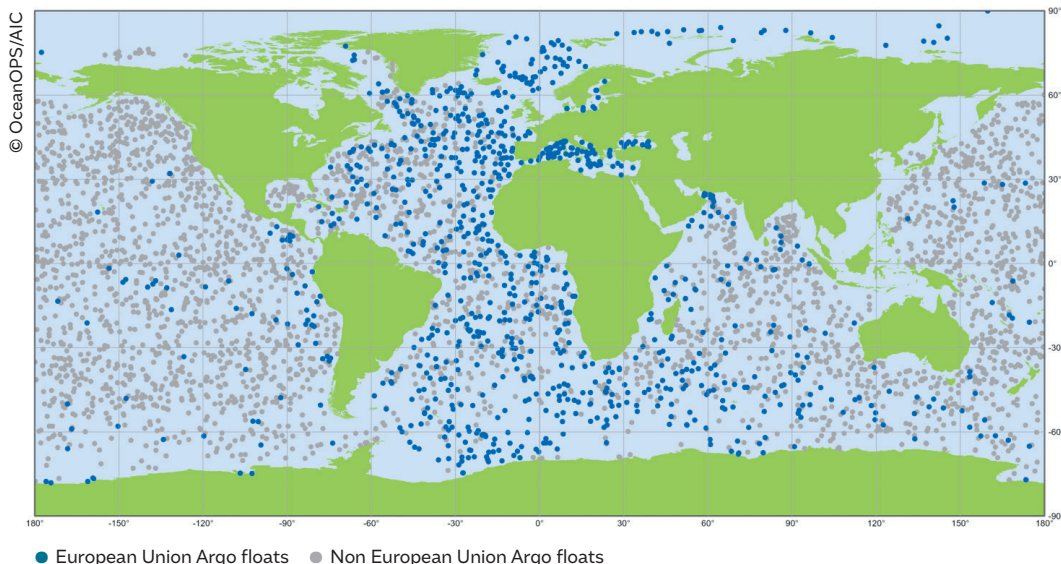 © OceanOPS/AIC
90°
60°
30°
0°
-30°
-60°
-90
180° -150° -120° -90° -60° -30° 0° 30° 60° 90° 120° 150° 180°
European Union Argo floats Non European Union Argo floats